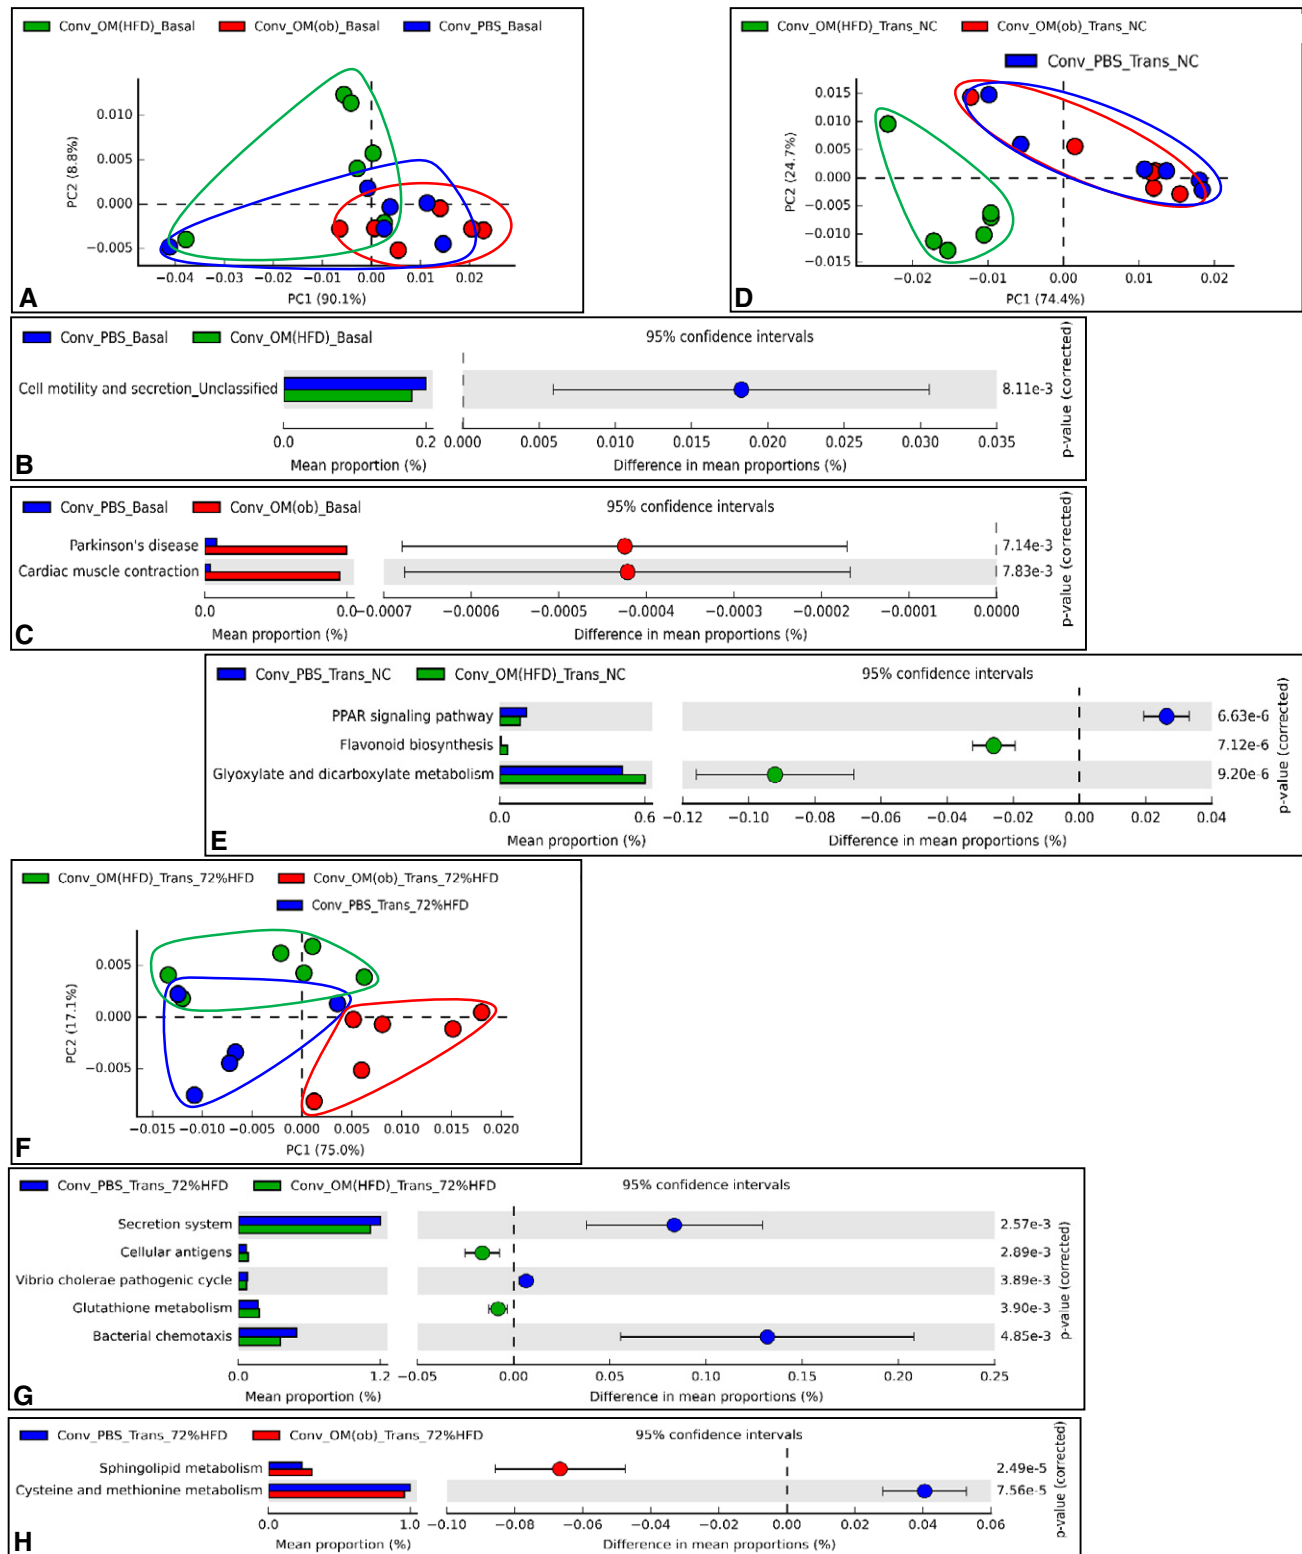 Conv_OM(HFD)_Basal Conv_OM(ob)_Basal Conv_PBS_Basal
0.010
0.005
0.000
−0.005
PC2 (8.8%)
−0.04 −0.03 −0.02 −0.01 0.00 0.01 0.02
PC1 (90.1%)
A
Conv_OM(HFD)_Trans_NC Conv_OM(ob)_Trans_NC
Conv_PBS_Trans_NC
0.015
0.010
0.005
0.000
−0.005
−0.010
−0.015
PC2 (24.7%)
−0.02 −0.01 0.00 0.01 0.02
PC1 (74.4%)
D
Conv_PBS_Basal Conv_OM(HFD)_Basal 95% confidence intervals
Cell motility and secretion_Unclassified 8.11e-3
p-value (corrected)
0.0 0.2 0.000 0.005 0.010 0.015 0.020 0.025 0.030 0.035
Mean proportion (%) Difference in mean proportions (%)
B
Conv_PBS_Basal Conv_OM(ob)_Basal 95% confidence intervals
Parkinson's disease 7.14e-3
Cardiac muscle contraction 7.83e-3
p-value (corrected)
0.0 0.0 −0.0007 −0.0006 −0.0005 −0.0004 −0.0003 −0.0002 −0.0001 0.0000
Mean proportion (%) Difference in mean proportions (%)
C
Conv_PBS_Trans_NC Conv_OM(HFD)_Trans_NC 95% confidence intervals
PPAR signaling pathway 6.63e-6
Flavonoid biosynthesis 7.12e-6
Glyoxylate and dicarboxylate metabolism 9.20e-6
p-value (corrected)
0.0 0.6 −0.12 −0.10 −0.08 −0.06 −0.04 −0.02 0.00 0.02 0.04
Mean proportion (%) Difference in mean proportions (%)
E
Conv_OM(HFD)_Trans_72%HFD Conv_OM(ob)_Trans_72%HFD
Conv_PBS_Trans_72%HFD
0.005
0.000
−0.005
PC2 (17.1%)
−0.015 −0.010 −0.005 0.000 0.005 0.010 0.015 0.020
PC1 (75.0%)
F
Conv_PBS_Trans_72%HFD Conv_OM(HFD)_Trans_72%HFD 95% confidence intervals
Secretion system 2.57e-3
Cellular antigens 2.89e-3
Vibrio cholerae pathogenic cycle 3.89e-3
Glutathione metabolism 3.90e-3
Bacterial chemotaxis 4.85e-3
p-value (corrected)
0.0 1.2 −0.05 0.00 0.05 0.10 0.15 0.20 0.25
Mean proportion (%) Difference in mean proportions (%)
G
Conv_PBS_Trans_72%HFD Conv_OM(ob)_Trans_72%HFD 95% confidence intervals
Sphingolipid metabolism 2.49e-5
Cysteine and methionine metabolism 7.56e-5
p-value (corrected)
0.0 1.0 −0.10 −0.08 −0.06 −0.04 −0.02 0.00 0.02 0.04 0.06
Mean proportion (%) Difference in mean proportions (%)
H